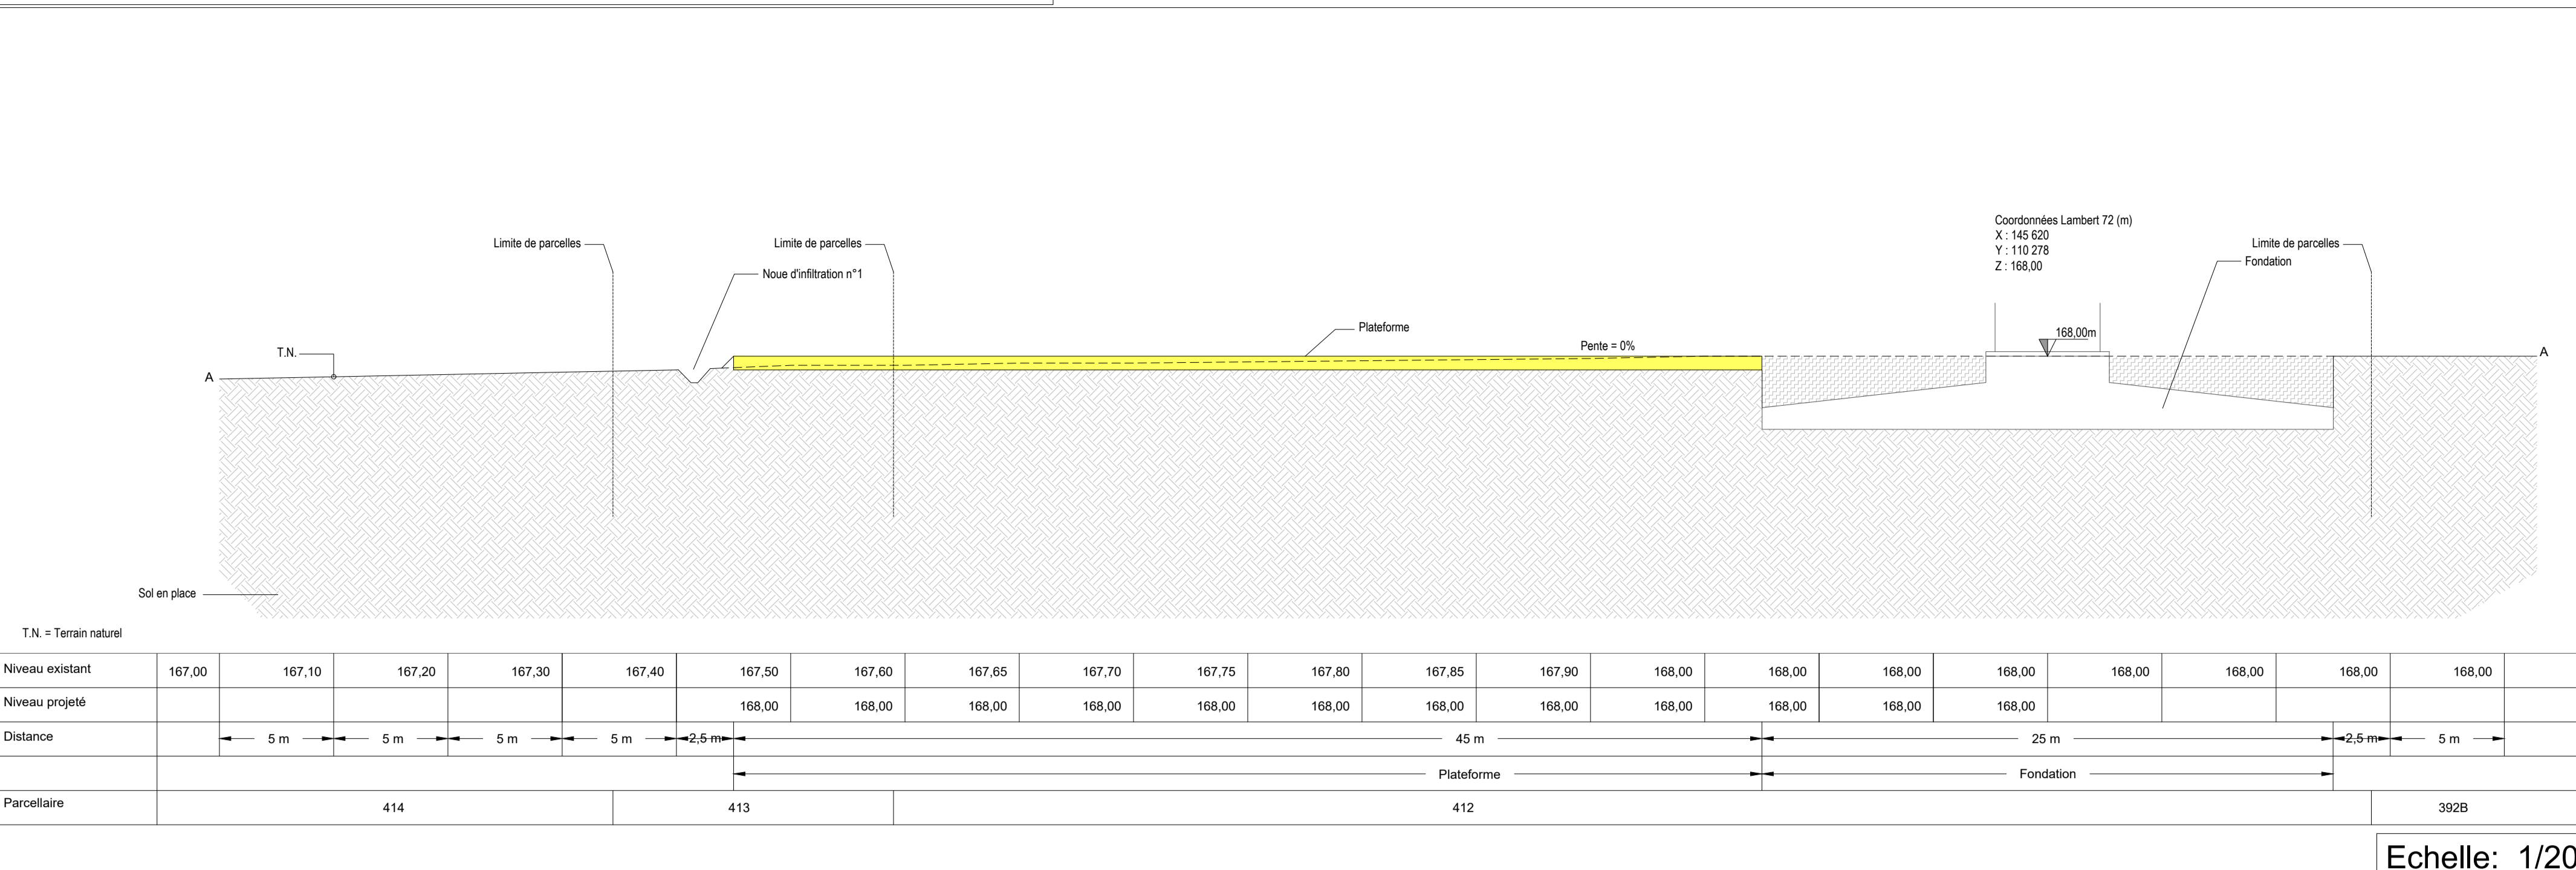 Coordonnées Lambert 72 (m)
X : 145 620
Y : 110 278
Z : 168,00
Limite de parcelles
Limite de parcelles
Limite de parcelles
Fondation
Noue d'infiltration n°1
Plateforme
168,00m
Pente = 0%
T.N.
A
A
Sol en place
T.N. = Terrain naturel
Niveau existant 167,00 167,10 167,20 167,30 167,40 167,50 167,60 167,65 167,70 167,75 167,80 167,85 167,90 168,00 168,00 168,00 168,00 168,00 168,00 168,00 168,00
Niveau projeté 168,00 168,00 168,00 168,00 168,00 168,00 168,00 168,00 168,00 168,00 168,00 168,00
Distance 5 m 5 m 5 m 5 m 2,5 m 45 m 25 m 2,5 m 5 m
Plateforme Fondation
Parcellaire 414 413 412 392B
Echelle: 1/20